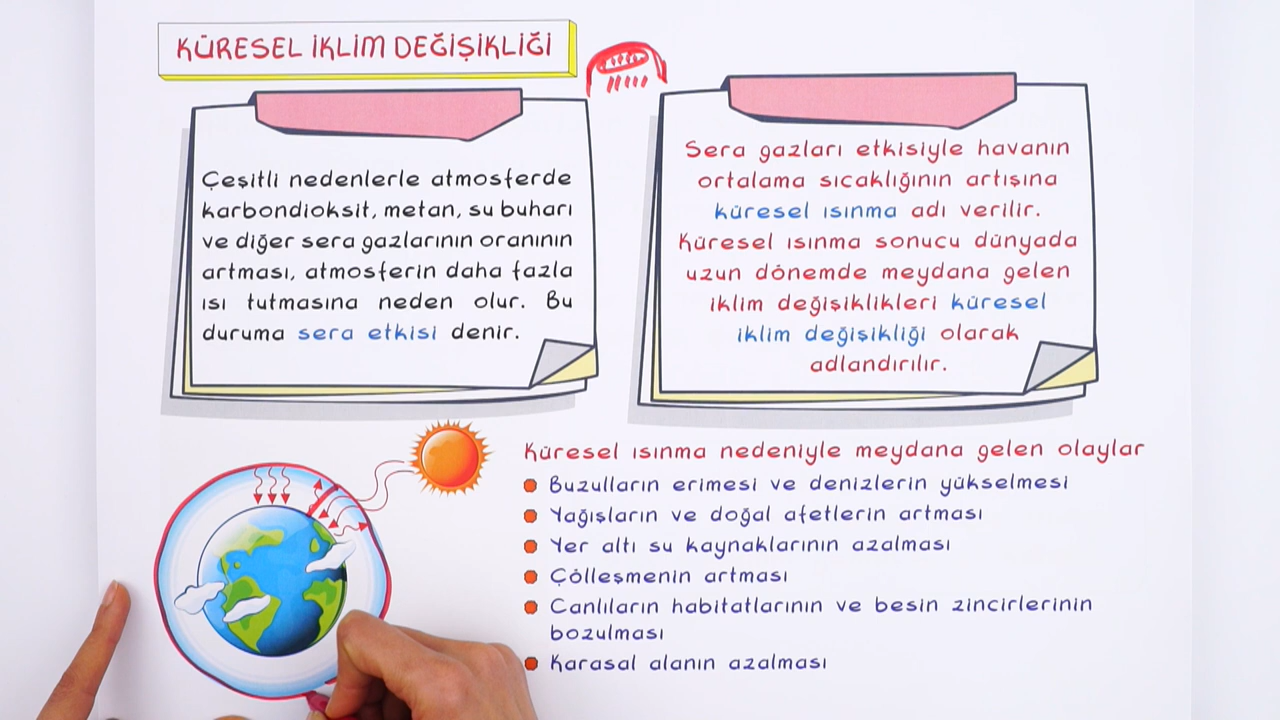 KÜRESEL İKLİM DEĞİŞİKLİĞİ
Çeşitli nedenlerle atmosferde
karbondioksit, metan, su buharı
ve diğer sera gazlarının oranının
artması, atmosferin daha fazla
ısı tutmasına neden olur. Bu
duruma sera etkisi denir.
Sera gazları etkisiyle havanın
ortalama sıcaklığının artışına
küresel ısınma adı verilir.
Küresel ısınma sonucu dünyada
uzun dönemde meydana gelen
iklim değişiklikleri küresel
iklim değişikliği olarak
adlandırılır.
Küresel ısınma nedeniyle meydana gelen olaylar
Buzulların erimesi ve denizlerin yükselmesi
Yağışların ve doğal afetlerin artması
Yer altı su kaynaklarının azalması
Çölleşmenin artması
Canlıların habitatlarının ve besin zincirlerinin
bozulması
Karasal alanın azalması